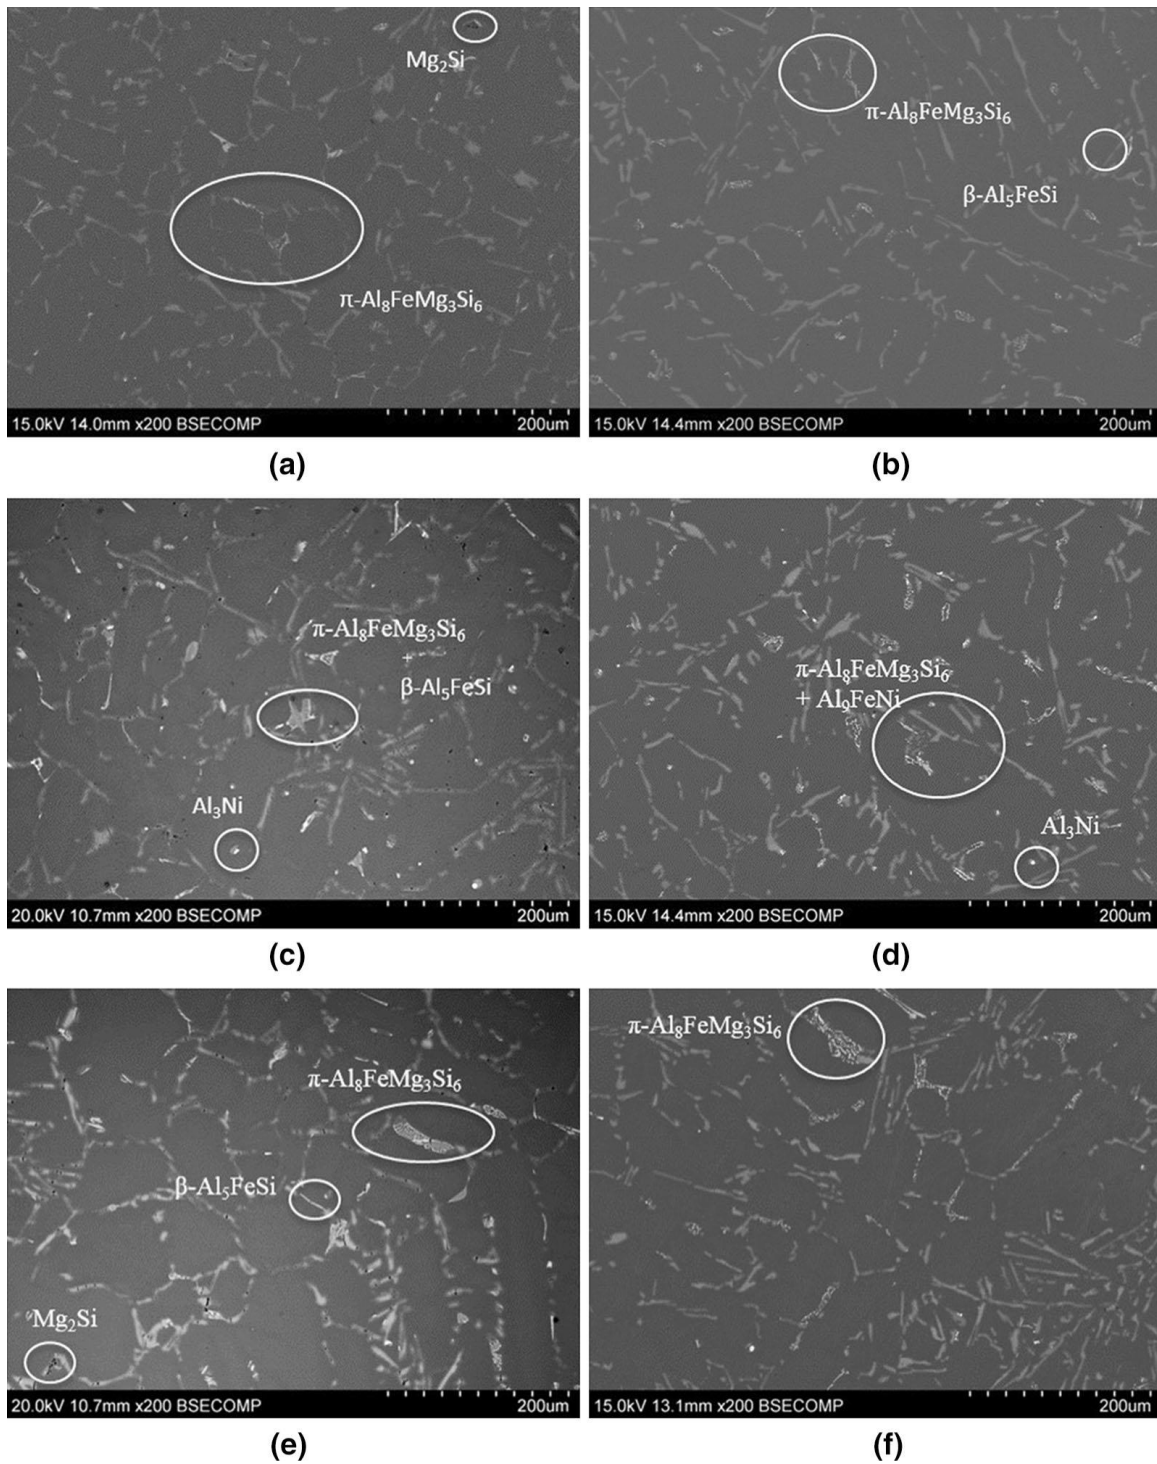 Mg₂Si
π-Al₈FeMg₃Si₆
15.0kV 14.0mm x200 BSECOMP 200um
(a)
π-Al₈FeMg₃Si₆
β-Al₅FeSi
15.0kV 14.4mm x200 BSECOMP 200um
(b)
π-Al₈FeMg₃Si₆
+
β-Al₅FeSi
Al₃Ni
20.0kV 10.7mm x200 BSECOMP 200um
(c)
π-Al₈FeMg₃Si₆
+ Al₉FeNi
Al₃Ni
15.0kV 14.4mm x200 BSECOMP 200um
(d)
π-Al₈FeMg₃Si₆
β-Al₅FeSi
Mg₂Si
20.0kV 10.7mm x200 BSECOMP 200um
(e)
π-Al₈FeMg₃Si₆
15.0kV 13.1mm x200 BSECOMP 200um
(f)